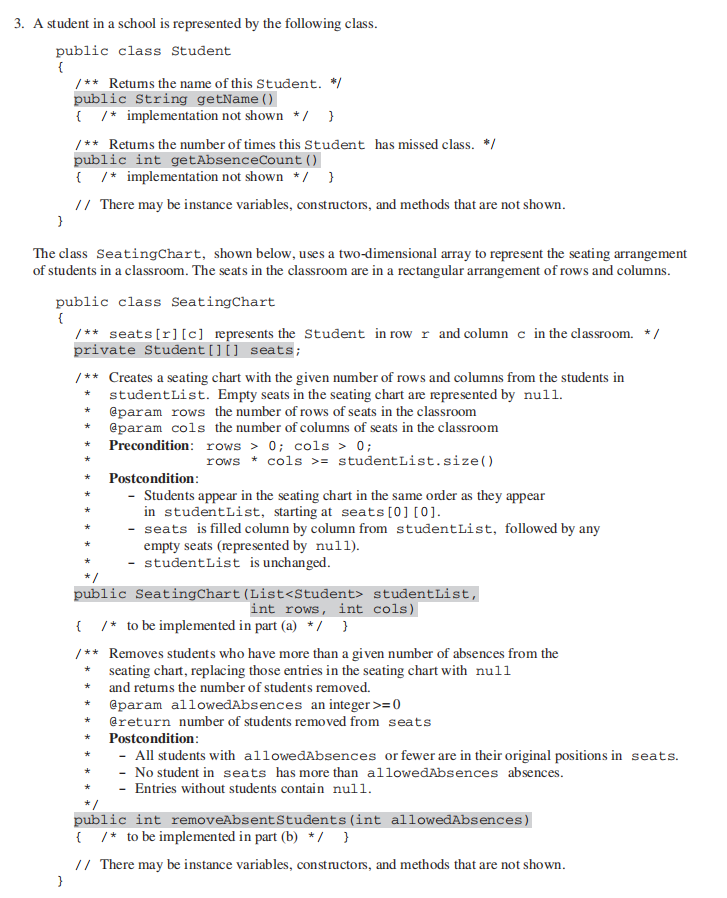 3. A student in a school is represented by the following class.
public class Student
{
/** Returns the name of this Student. */
public String getName()
{ /* implementation not shown */ }
/** Returns the number of times this Student has missed class. */
public int getAbsenceCount()
{ /* implementation not shown */ }
// There may be instance variables, constructors, and methods that are not shown.
}
The class SeatingChart, shown below, uses a two-dimensional array to represent the seating arrangement
of students in a classroom. The seats in the classroom are in a rectangular arrangement of rows and columns.
public class SeatingChart
{
/** seats[r][c] represents the Student in row r and column c in the classroom. */
private Student[][] seats;
/** Creates a seating chart with the given number of rows and columns from the students in
* studentList. Empty seats in the seating chart are represented by null.
* @param rows the number of rows of seats in the classroom
* @param cols the number of columns of seats in the classroom
* Precondition: rows > 0; cols > 0;
* rows * cols >= studentList.size()
* Postcondition:
* - Students appear in the seating chart in the same order as they appear
* in studentList, starting at seats[0][0].
* - seats is filled column by column from studentList, followed by any
* empty seats (represented by null).
* - studentList is unchanged.
*/
public SeatingChart(List<Student> studentList,
int rows, int cols)
{ /* to be implemented in part (a) */ }
/** Removes students who have more than a given number of absences from the
* seating chart, replacing those entries in the seating chart with null
* and returns the number of students removed.
* @param allowedAbsences an integer >= 0
* @return number of students removed from seats
* Postcondition:
* - All students with allowedAbsences or fewer are in their original positions in seats.
* - No student in seats has more than allowedAbsences absences.
* - Entries without students contain null.
*/
public int removeAbsentStudents(int allowedAbsences)
{ /* to be implemented in part (b) */ }
// There may be instance variables, constructors, and methods that are not shown.
}